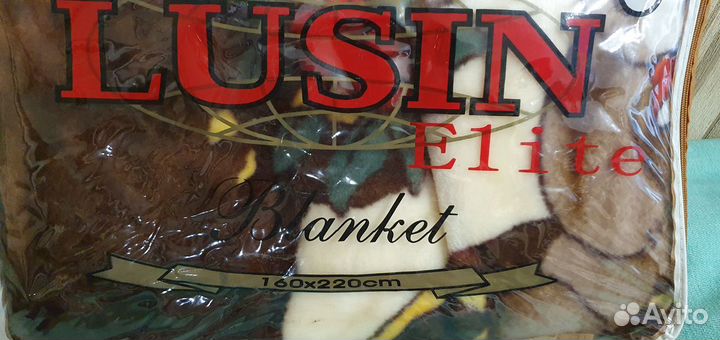 LUSIN
Elite
Blanket
160x220cm
Avito